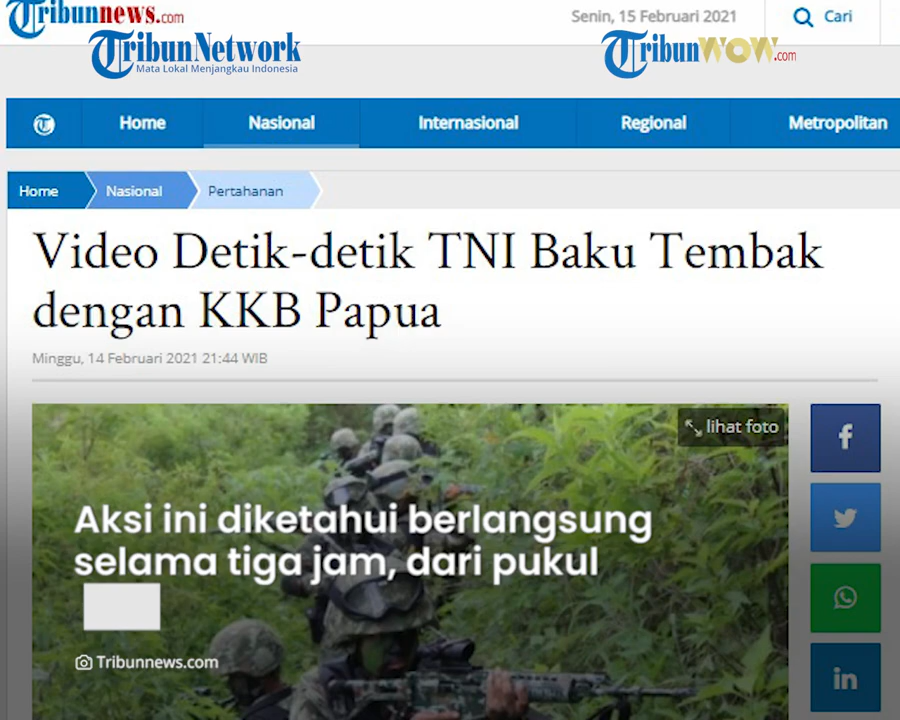 Tribunnews.com
Senin, 15 Februari 2021
Cari
TribunNetwork
Mata Lokal Menjangkau Indonesia
TribunWOW.com
Home
Nasional
Internasional
Regional
Metropolitan
Home
Nasional
Pertahanan
Video Detik-detik TNI Baku Tembak
dengan KKB Papua
Minggu, 14 Februari 2021 21:44 WIB
lihat foto
Aksi ini diketahui berlangsung
selama tiga jam, dari pukul
Tribunnews.com